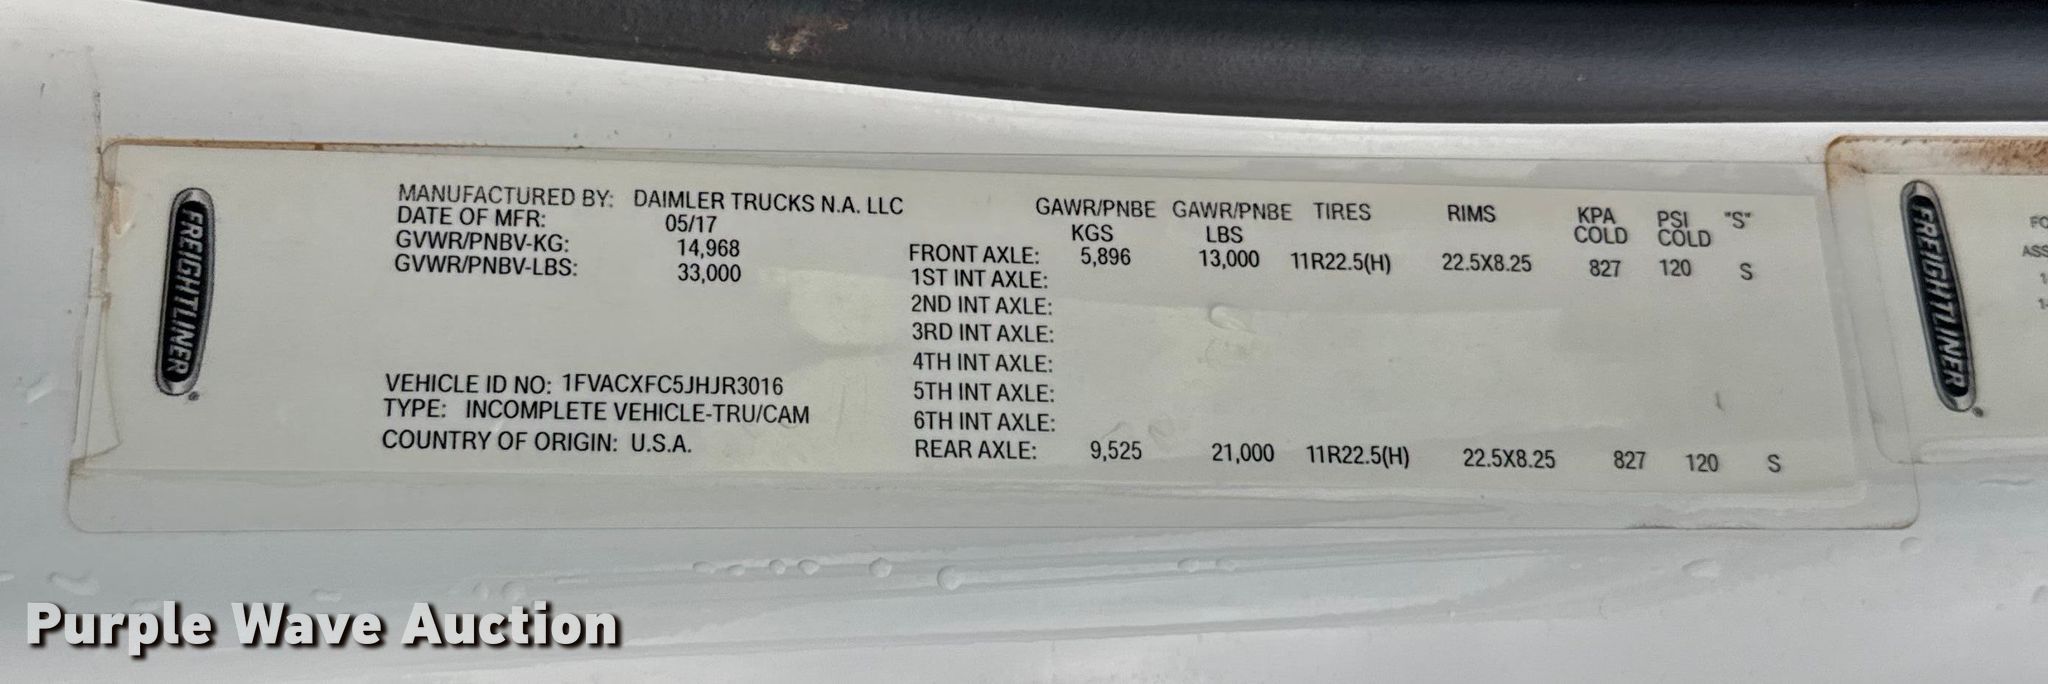 FREIGHTLINER
MANUFACTURED BY: DAIMLER TRUCKS N.A. LLC
DATE OF MFR: 05/17
GVWR/PNBV-KG: 14,968
GVWR/PNBV-LBS: 33,000
VEHICLE ID NO: 1FVACXFC5JHJR3016
TYPE: INCOMPLETE VEHICLE-TRU/CAM
COUNTRY OF ORIGIN: U.S.A.
GAWR/PNBE GAWR/PNBE TIRES RIMS KPA PSI "S"
KGS LBS COLD COLD
FRONT AXLE: 5,896 13,000 11R22.5(H) 22.5X8.25 827 120 S
1ST INT AXLE:
2ND INT AXLE:
3RD INT AXLE:
4TH INT AXLE:
5TH INT AXLE:
6TH INT AXLE:
REAR AXLE: 9,525 21,000 11R22.5(H) 22.5X8.25 827 120 S
FREIGHTLINER
Purple Wave Auction